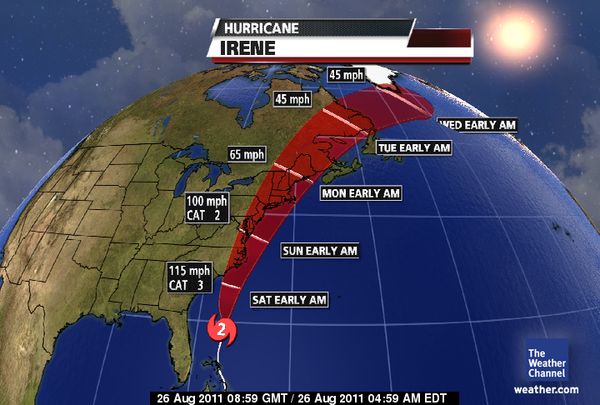 HURRICANE
IRENE
45 mph
45 mph
WED EARLY AM
TUE EARLY AM
65 mph
MON EARLY AM
100 mph
CAT 2
SUN EARLY AM
115 mph
CAT 3
SAT EARLY AM
2
The
Weather
Channel
weather.com
26 Aug 2011 08:59 GMT / 26 Aug 2011 04:59 AM EDT